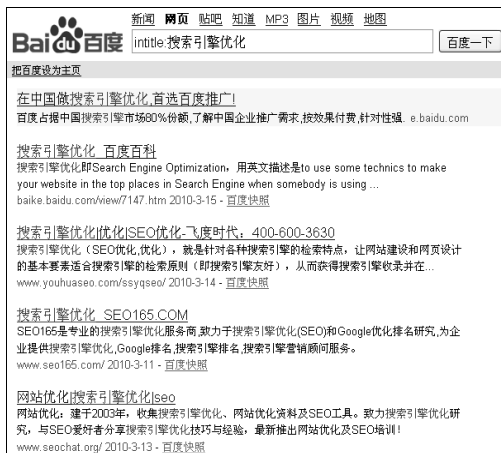 新闻 网页 贴吧 知道 MP3 图片 视频 地图
Baidu百度 intitle:搜索引擎优化 百度一下
把百度设为主页
在中国做搜索引擎优化,首选百度推广!
百度占据中国搜索引擎市场80%份额,了解中国企业推广需求,按效果付费,针对性强. e.baidu.com
搜索引擎优化_百度百科
搜索引擎优化即Search Engine Optimization，用英文描述是to use some technics to make
your website in the top places in Search Engine when somebody is using ...
baike.baidu.com/view/7147.htm 2010-3-15 - 百度快照
搜索引擎优化|优化|SEO优化-飞度时代：400-600-3630
搜索引擎优化（SEO优化,优化），就是针对各种搜索引擎的检索特点，让网站建设和网页设计
的基本要素适合搜索引擎的检索原则（即搜索引擎友好），从而获得搜索引擎收录并在...
www.youhuaseo.com/ssyqseo/ 2010-3-14 - 百度快照
搜索引擎优化_SEO165.COM
SEO165是专业的搜索引擎优化服务商,致力于搜索引擎优化(SEO)和Google优化排名研究,为企
业提供搜索引擎优化,Google排名,搜索引擎排名,搜索引擎营销顾问服务。
www.seo165.com/ 2010-3-11 - 百度快照
网站优化|搜索引擎优化|seo
网站优化：建于2003年，收集搜索引擎优化、网站优化资料及SEO工具。致力搜索引擎优化研
究，与SEO爱好者分享搜索引擎优化技巧与经验，最新推出网站优化及SEO培训！
www.seochat.org/ 2010-3-13 - 百度快照